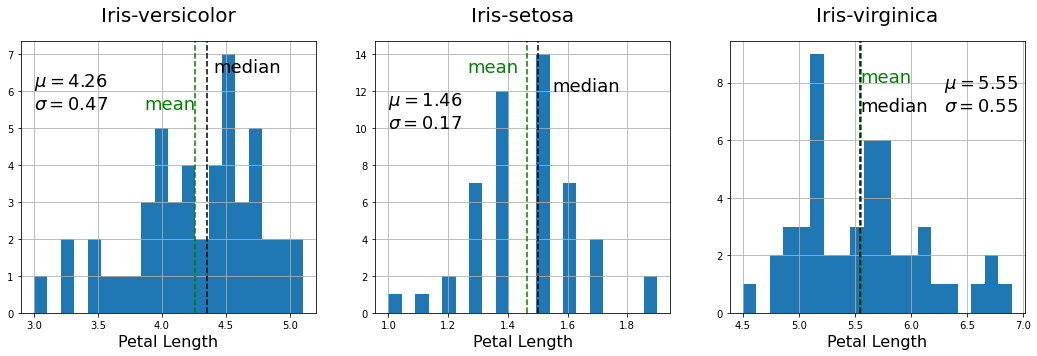 Iris-versicolor
7
6
5
4
3
2
1
0
μ = 4.26
σ = 0.47
mean
median
3.0 3.5 4.0 4.5 5.0
Petal Length
Iris-setosa
14
12
10
8
6
4
2
0
mean
median
μ = 1.46
σ = 0.17
1.0 1.2 1.4 1.6 1.8
Petal Length
Iris-virginica
8
6
4
2
0
mean
median
μ = 5.55
σ = 0.55
4.5 5.0 5.5 6.0 6.5 7.0
Petal Length